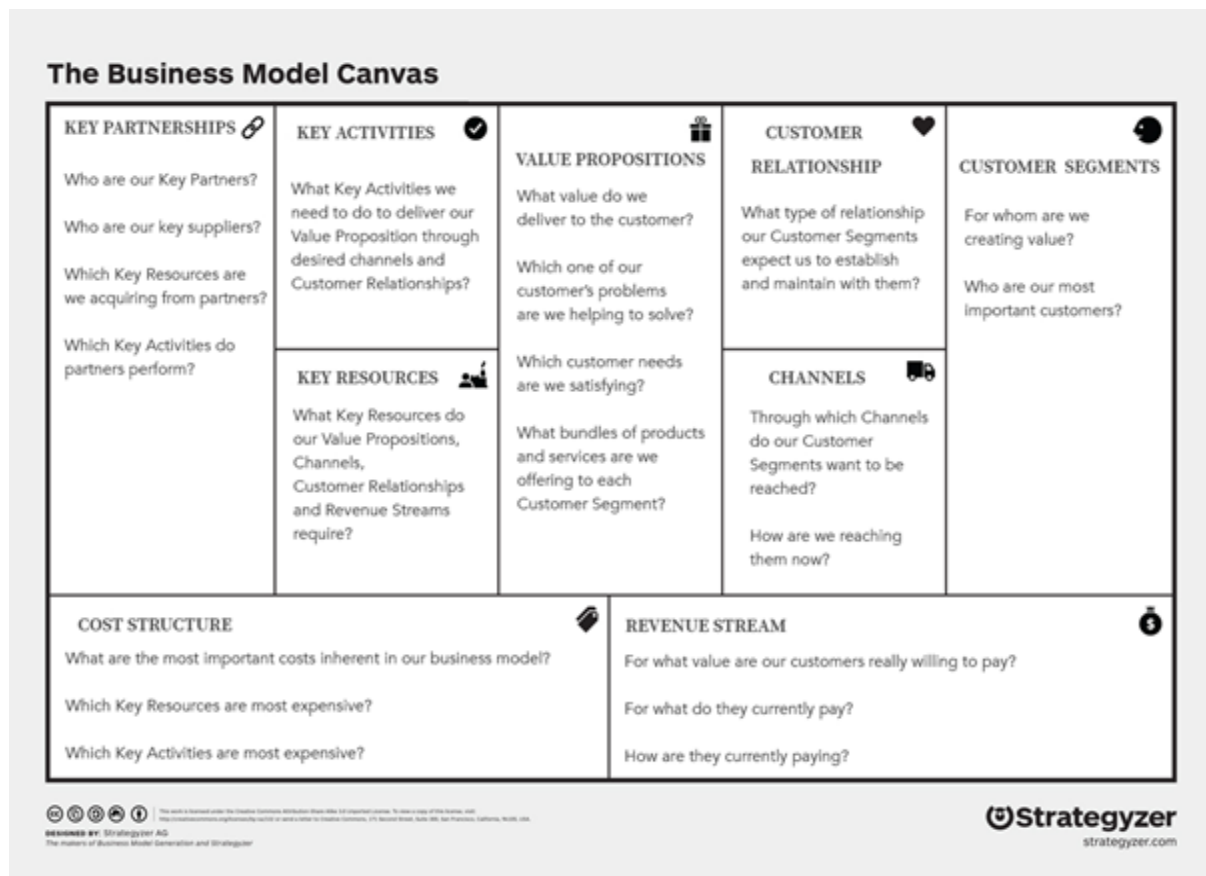 The Business Model Canvas
KEY PARTNERSHIPS
Who are our Key Partners?
Who are our key suppliers?
Which Key Resources are
we acquiring from partners?
Which Key Activities do
partners perform?
KEY ACTIVITIES
What Key Activities we
need to do to deliver our
Value Proposition through
desired channels and
Customer Relationships?
KEY RESOURCES
What Key Resources do
our Value Propositions,
Channels,
Customer Relationships
and Revenue Streams
require?
VALUE PROPOSITIONS
What value do we
deliver to the customer?
Which one of our
customer’s problems
are we helping to solve?
Which customer needs
are we satisfying?
What bundles of products
and services are we
offering to each
Customer Segment?
CUSTOMER
RELATIONSHIP
What type of relationship
our Customer Segments
expect us to establish
and maintain with them?
CHANNELS
Through which Channels
do our Customer
Segments want to be
reached?
How are we reaching
them now?
CUSTOMER SEGMENTS
For whom are we
creating value?
Who are our most
important customers?
COST STRUCTURE
What are the most important costs inherent in our business model?
Which Key Resources are most expensive?
Which Key Activities are most expensive?
REVENUE STREAM
For what value are our customers really willing to pay?
For what do they currently pay?
How are they currently paying?
DESIGNED BY: Strategyzer AG
The makers of Business Model Generation and Strategyzer
Strategyzer
strategyzer.com